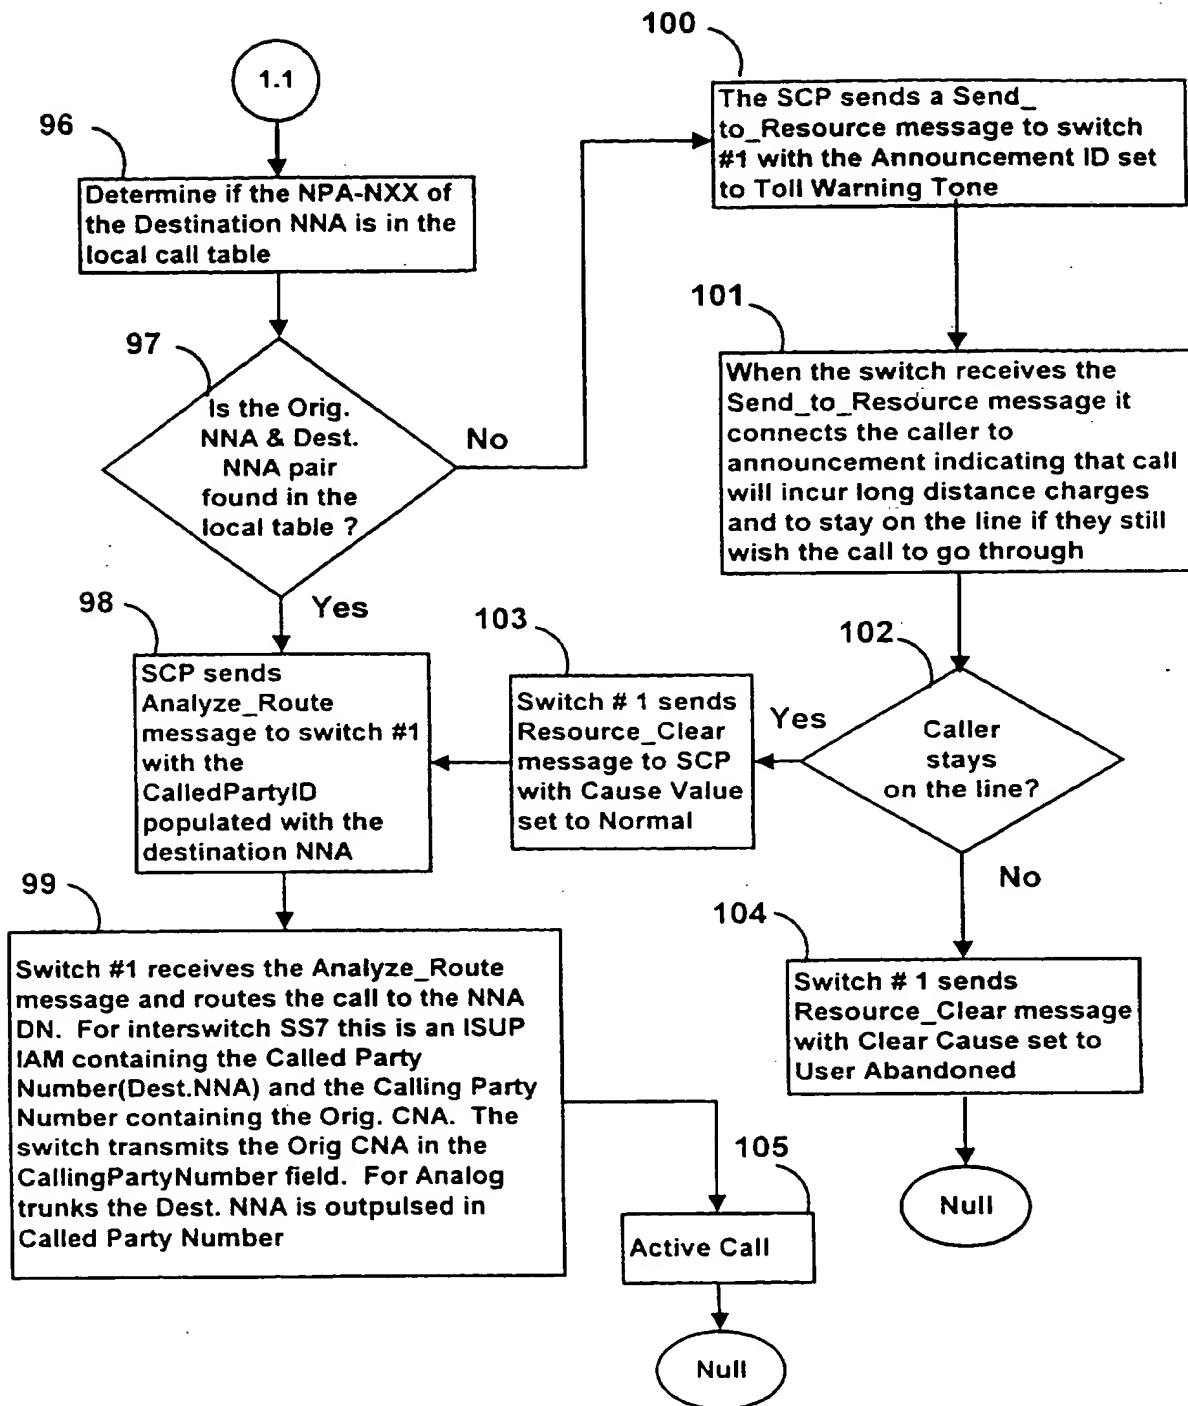 1.1
96
Determine if the NPA-NXX of
the Destination NNA is in the
local call table
97
Is the Orig.
NNA & Dest.
NNA pair
found in the
local table ?
No
Yes
98
SCP sends
Analyze_Route
message to switch #1
with the
CalledPartyID
populated with the
destination NNA
99
Switch #1 receives the Analyze_Route
message and routes the call to the NNA
DN. For interswitch SS7 this is an ISUP
IAM containing the Called Party
Number(Dest.NNA) and the Calling Party
Number containing the Orig. CNA. The
switch transmits the Orig CNA in the
CallingPartyNumber field. For Analog
trunks the Dest. NNA is outpulsed in
Called Party Number
100
The SCP sends a Send_
to_Resource message to switch
#1 with the Announcement ID set
to Toll Warning Tone
101
When the switch receives the
Send_to_Resource message it
connects the caller to
announcement indicating that call
will incur long distance charges
and to stay on the line if they still
wish the call to go through
102
Caller
stays
on the line?
Yes
103
Switch # 1 sends
Resource_Clear
message to SCP
with Cause Value
set to Normal
No
104
Switch # 1 sends
Resource_Clear message
with Clear Cause set to
User Abandoned
Null
105
Active Call
Null